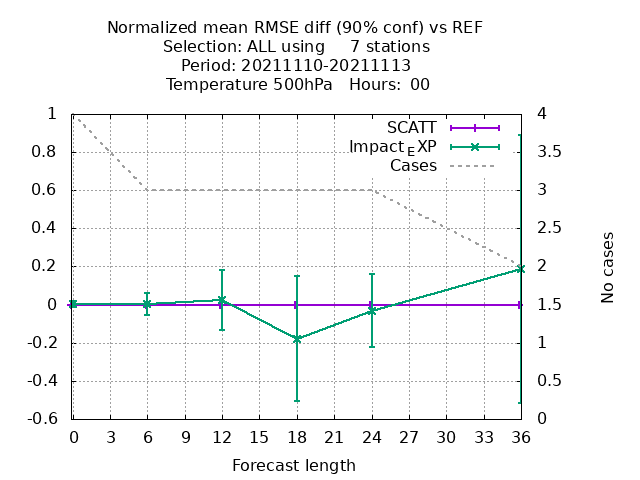 Normalized mean RMSE diff (90% conf) vs REF
Selection: ALL using     7 stations
Period: 20211110-20211113
Temperature 500hPa   Hours:  00
SCATT
Impact_EXP
Cases
1
0.8
0.6
0.4
0.2
0
-0.2
-0.4
-0.6
4
3.5
3
2.5
2
1.5
1
0.5
0
No cases
0 3 6 9 12 15 18 21 24 27 30 33 36
Forecast length